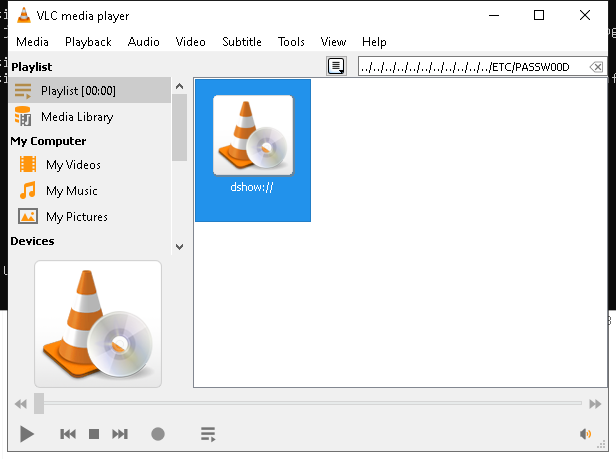 VLC media player
Media Playback Audio Video Subtitle Tools View Help
Playlist
../../../../../../../../../../../ETC/PASSW00D
Playlist [00:00]
Media Library
My Computer
My Videos
My Music
My Pictures
Devices
dshow://